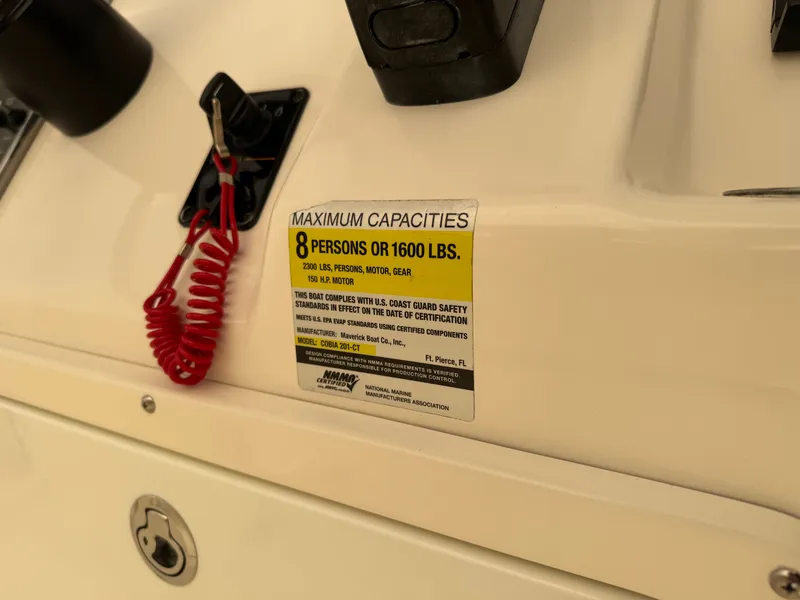 MAXIMUM CAPACITIES
8 PERSONS OR 1600 LBS.
2300 LBS, PERSONS, MOTOR, GEAR
150 H.P. MOTOR
THIS BOAT COMPLIES WITH U.S. COAST GUARD SAFETY
STANDARDS IN EFFECT ON THE DATE OF CERTIFICATION
MEETS U.S. EPA EVAP STANDARDS USING CERTIFIED COMPONENTS
MANUFACTURER: Maverick Boat Co., Inc.,
Ft. Pierce, FL
MODEL: COBIA 201-CT
DESIGN COMPLIANCE WITH NMMA REQUIREMENTS IS VERIFIED.
MANUFACTURER RESPONSIBLE FOR PRODUCTION CONTROL.
NMMA
CERTIFIED
NATIONAL MARINE
MANUFACTURERS ASSOCIATION